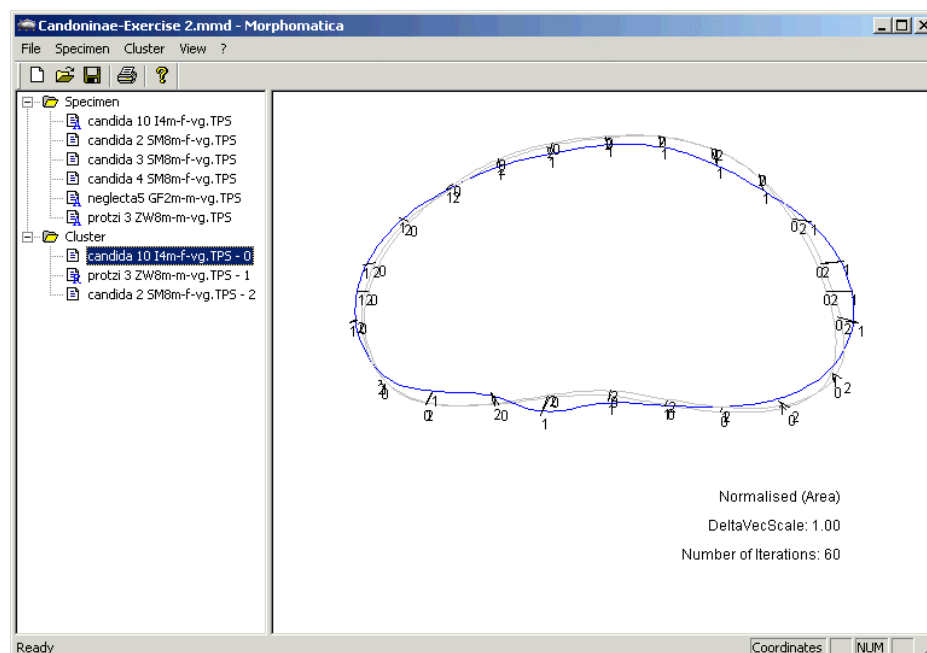 Candoninae-Exercise 2.mmd - Morphomatica
File Specimen Cluster View ?
Specimen
candida 10 I4m-f-vg.TPS
candida 2 SM8m-f-vg.TPS
candida 3 SM8m-f-vg.TPS
candida 4 SM8m-f-vg.TPS
neglecta5 GF2m-m-vg.TPS
protzi 3 ZW8m-m-vg.TPS
Cluster
candida 10 I4m-f-vg.TPS - 0
protzi 3 ZW8m-m-vg.TPS - 1
candida 2 SM8m-f-vg.TPS - 2
Normalised (Area)
DeltaVecScale: 1.00
Number of Iterations: 60
Ready
Coordinates NUM